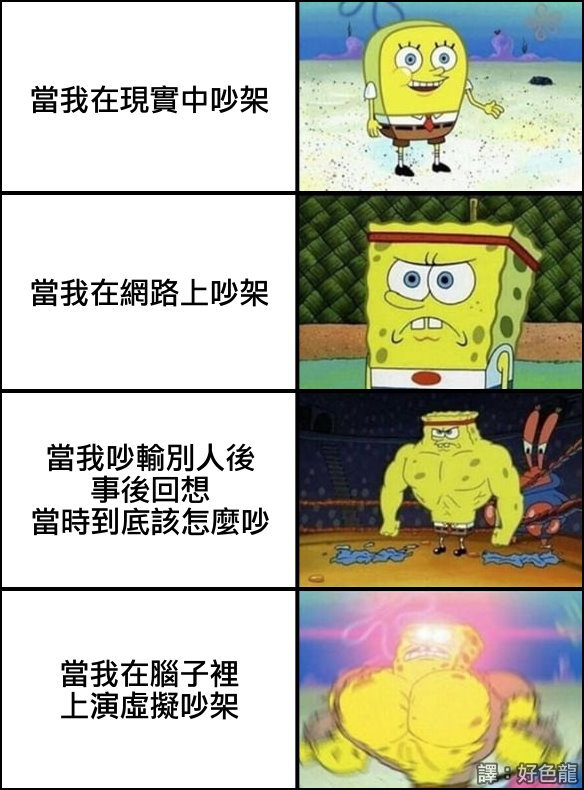 當我在現實中吵架
當我在網路上吵架
當我吵輸別人後
事後回想
當時到底該怎麼吵
當我在腦子裡
上演虛擬吵架
譯：好色龍